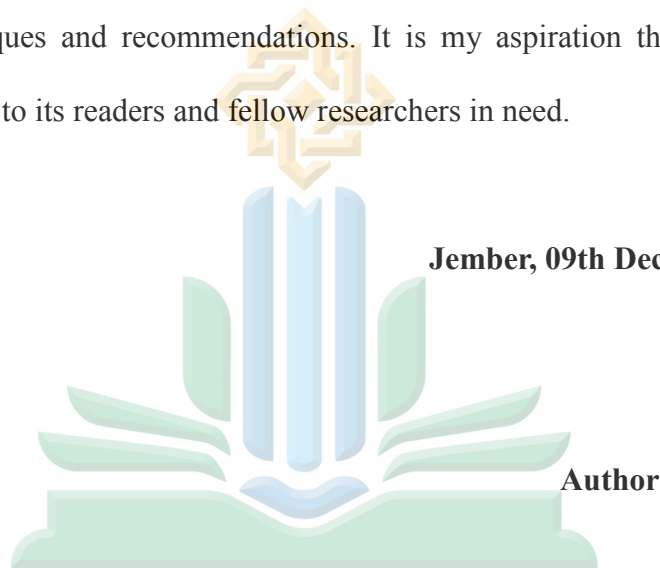 ques and recommendations. It is my aspiration th
to its readers and fellow researchers in need.
Jember, 09th Dec
Author